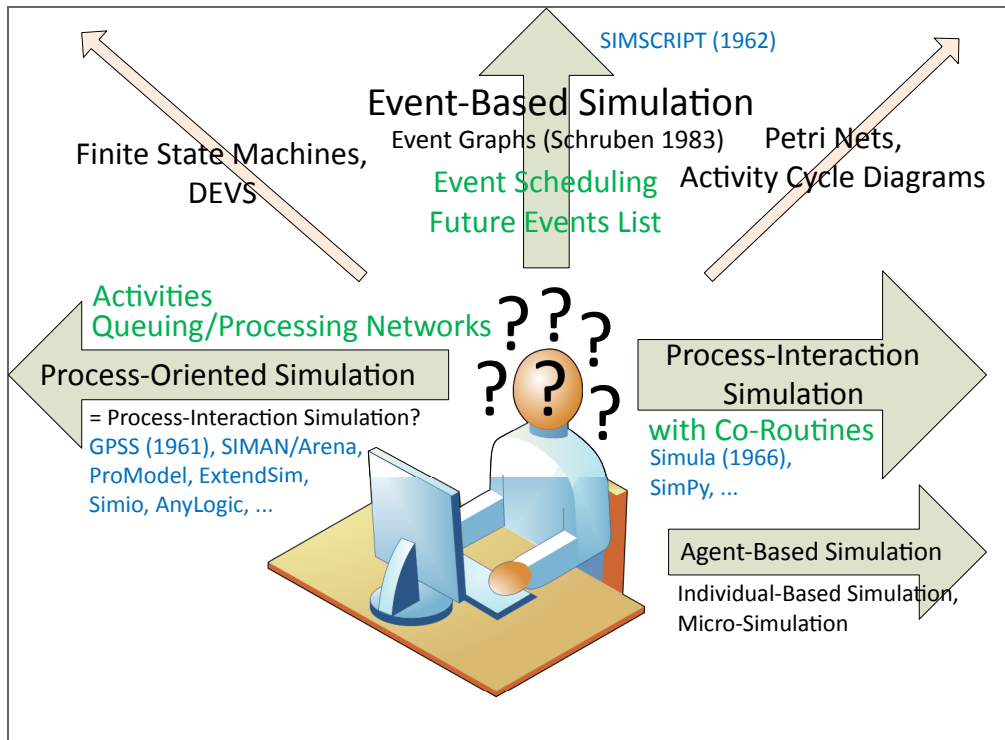 SIMSCRIPT (1962)
Event-Based Simulation
Event Graphs (Schruben 1983)
Event Scheduling
Future Events List
Finite State Machines,
DEVS
Petri Nets,
Activity Cycle Diagrams
Activities
Queuing/Processing Networks
Process-Oriented Simulation
= Process-Interaction Simulation?
GPSS (1961), SIMAN/Arena,
ProModel, ExtendSim,
Simio, AnyLogic, ...
? ? ? ? ? ?
Process-Interaction
Simulation
with Co-Routines
Simula (1966),
SimPy, ...
Agent-Based Simulation
Individual-Based Simulation,
Micro-Simulation